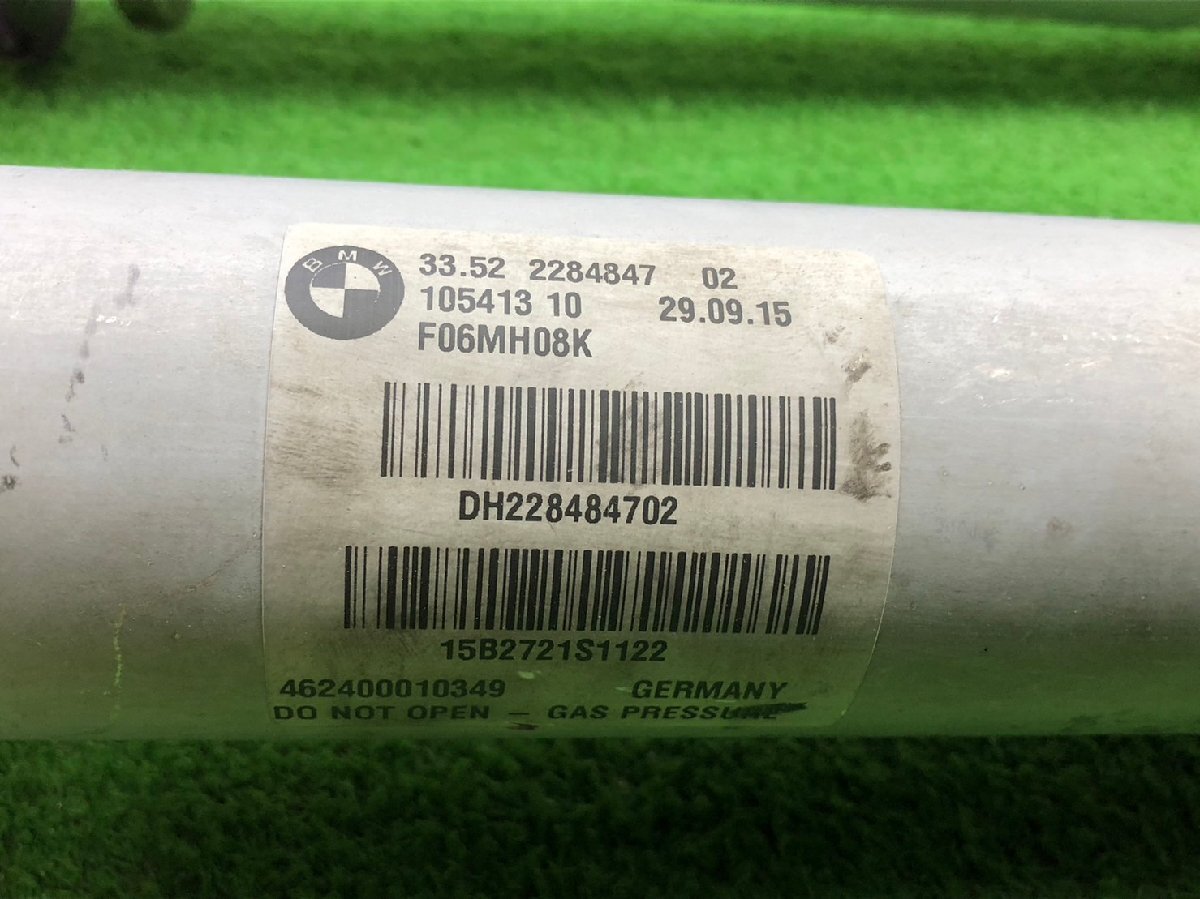 BMW
33.52 2284847 02
105413 10 29.09.15
F06MH08K
DH228484702
15B2721S1122
462400010349 GERMANY
DO NOT OPEN – GAS PRESSURE